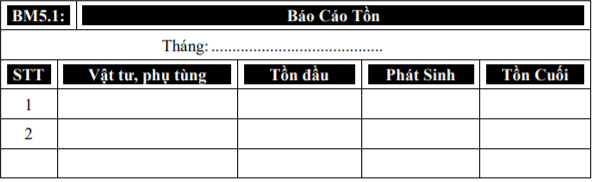 BM5.1: Báo Cáo Tồn
Tháng: .........................................
STT Vật tư, phụ tùng Tồn đầu Phát Sinh Tồn Cuối
1
2